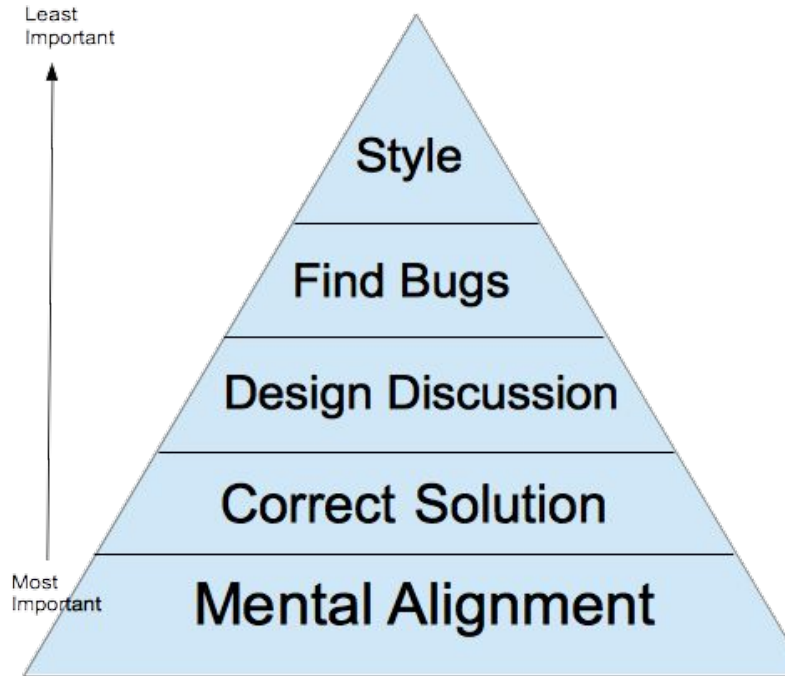 Least
Important
Style
Find Bugs
Design Discussion
Correct Solution
Most
Important
Mental Alignment